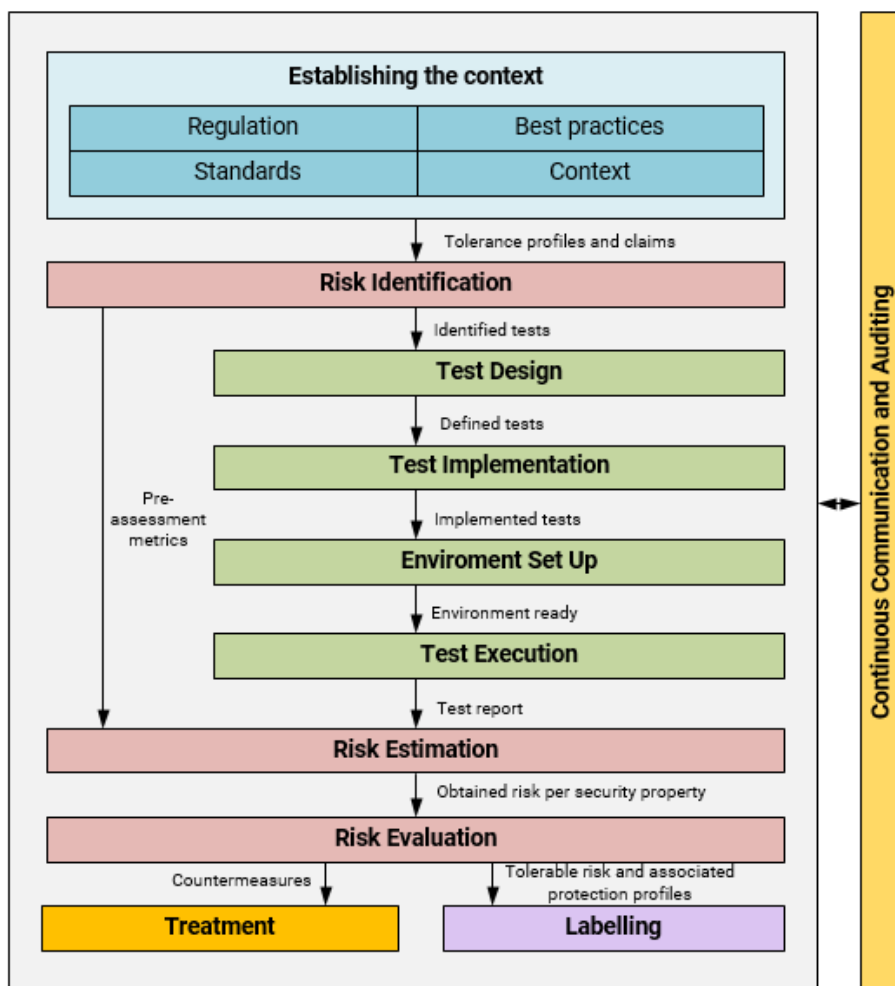 Establishing the context
Regulation
Best practices
Standards
Context
Tolerance profiles and claims
Risk Identification
Identified tests
Test Design
Defined tests
Test Implementation
Pre-
assessment
metrics
Implemented tests
Enviroment Set Up
Environment ready
Test Execution
Test report
Risk Estimation
Obtained risk per security property
Risk Evaluation
Countermeasures
Tolerable risk and associated
protection profiles
Treatment
Labelling
Continuous Communication and Auditing